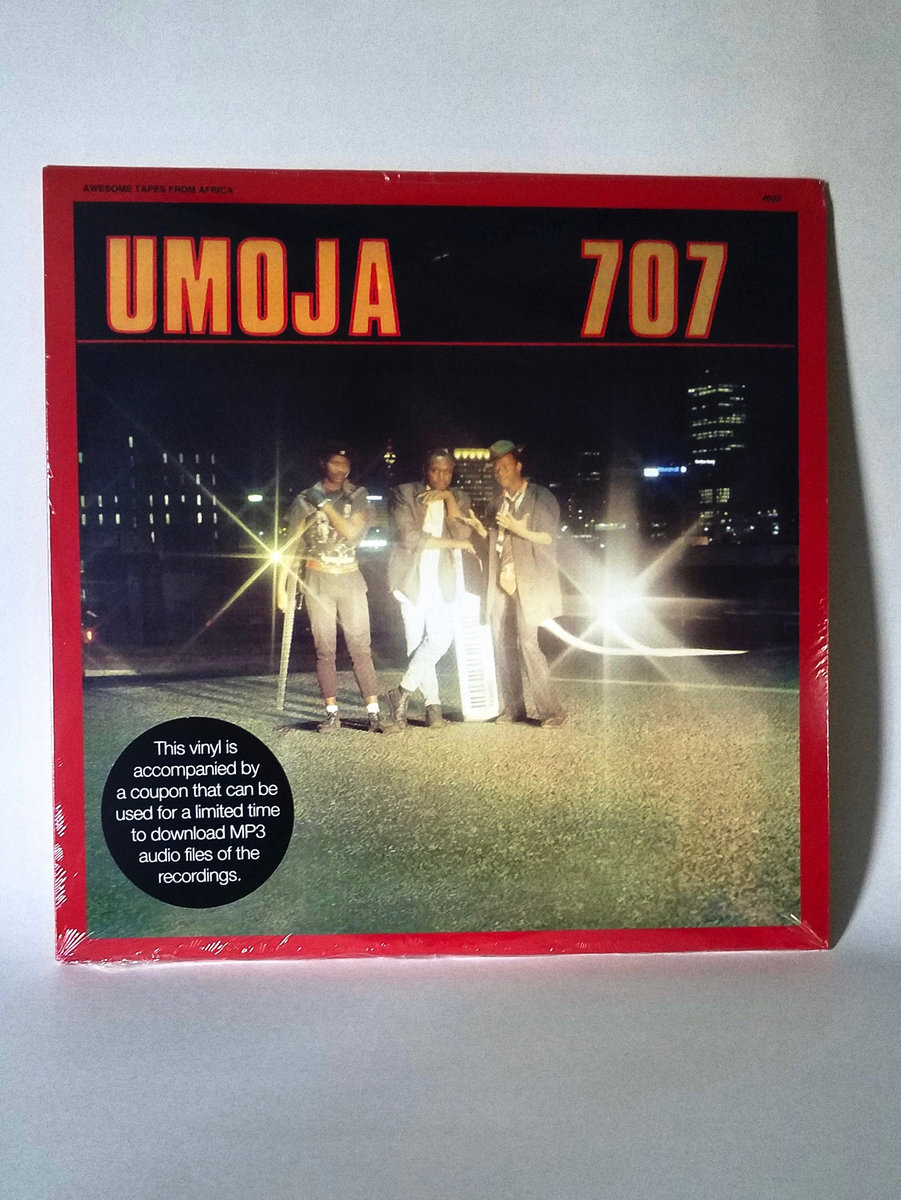 AWESOME TAPES FROM AFRICA
UMOJA 707
This vinyl is
accompanied by
a coupon that can be
used for a limited time
to download MP3
audio files of the
recordings.